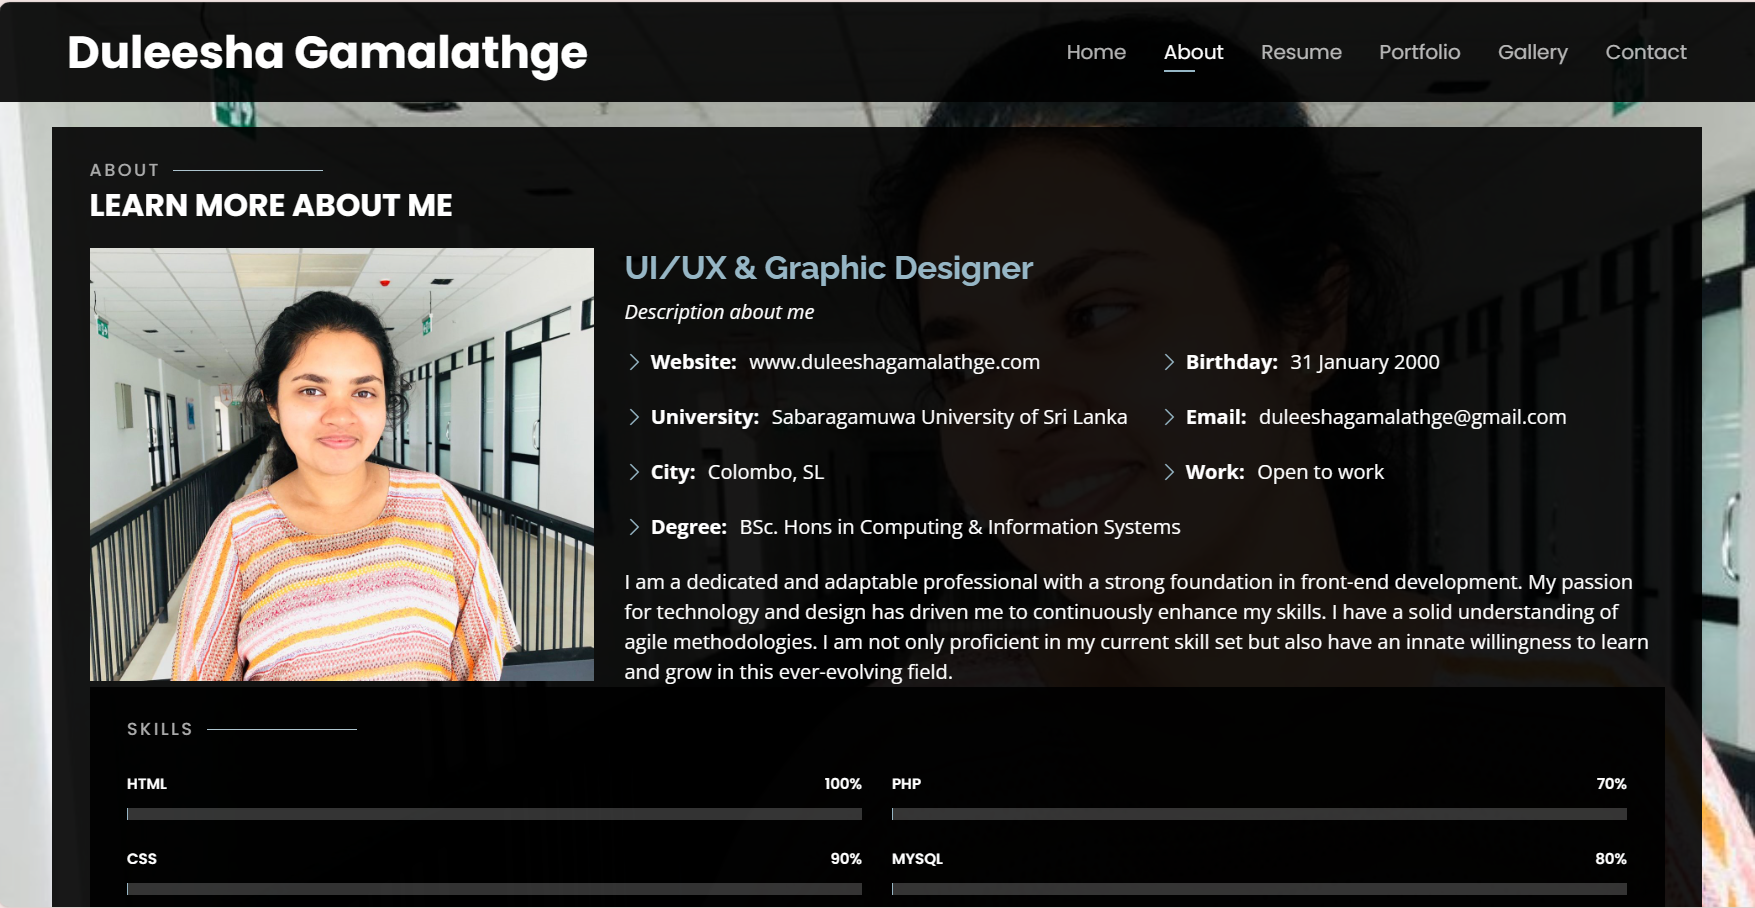 Duleesha Gamalathge
Home About Resume Portfolio Gallery Contact
ABOUT
LEARN MORE ABOUT ME
UI/UX & Graphic Designer
Description about me
Website: www.duleeshagamalathge.com
Birthday: 31 January 2000
University: Sabaragamuwa University of Sri Lanka
Email: duleeshagamalathge@gmail.com
City: Colombo, SL
Work: Open to work
Degree: BSc. Hons in Computing & Information Systems
I am a dedicated and adaptable professional with a strong foundation in front-end development. My passion
for technology and design has driven me to continuously enhance my skills. I have a solid understanding of
agile methodologies. I am not only proficient in my current skill set but also have an innate willingness to learn
and grow in this ever-evolving field.
SKILLS
HTML 100%
PHP 70%
CSS 90%
MYSQL 80%